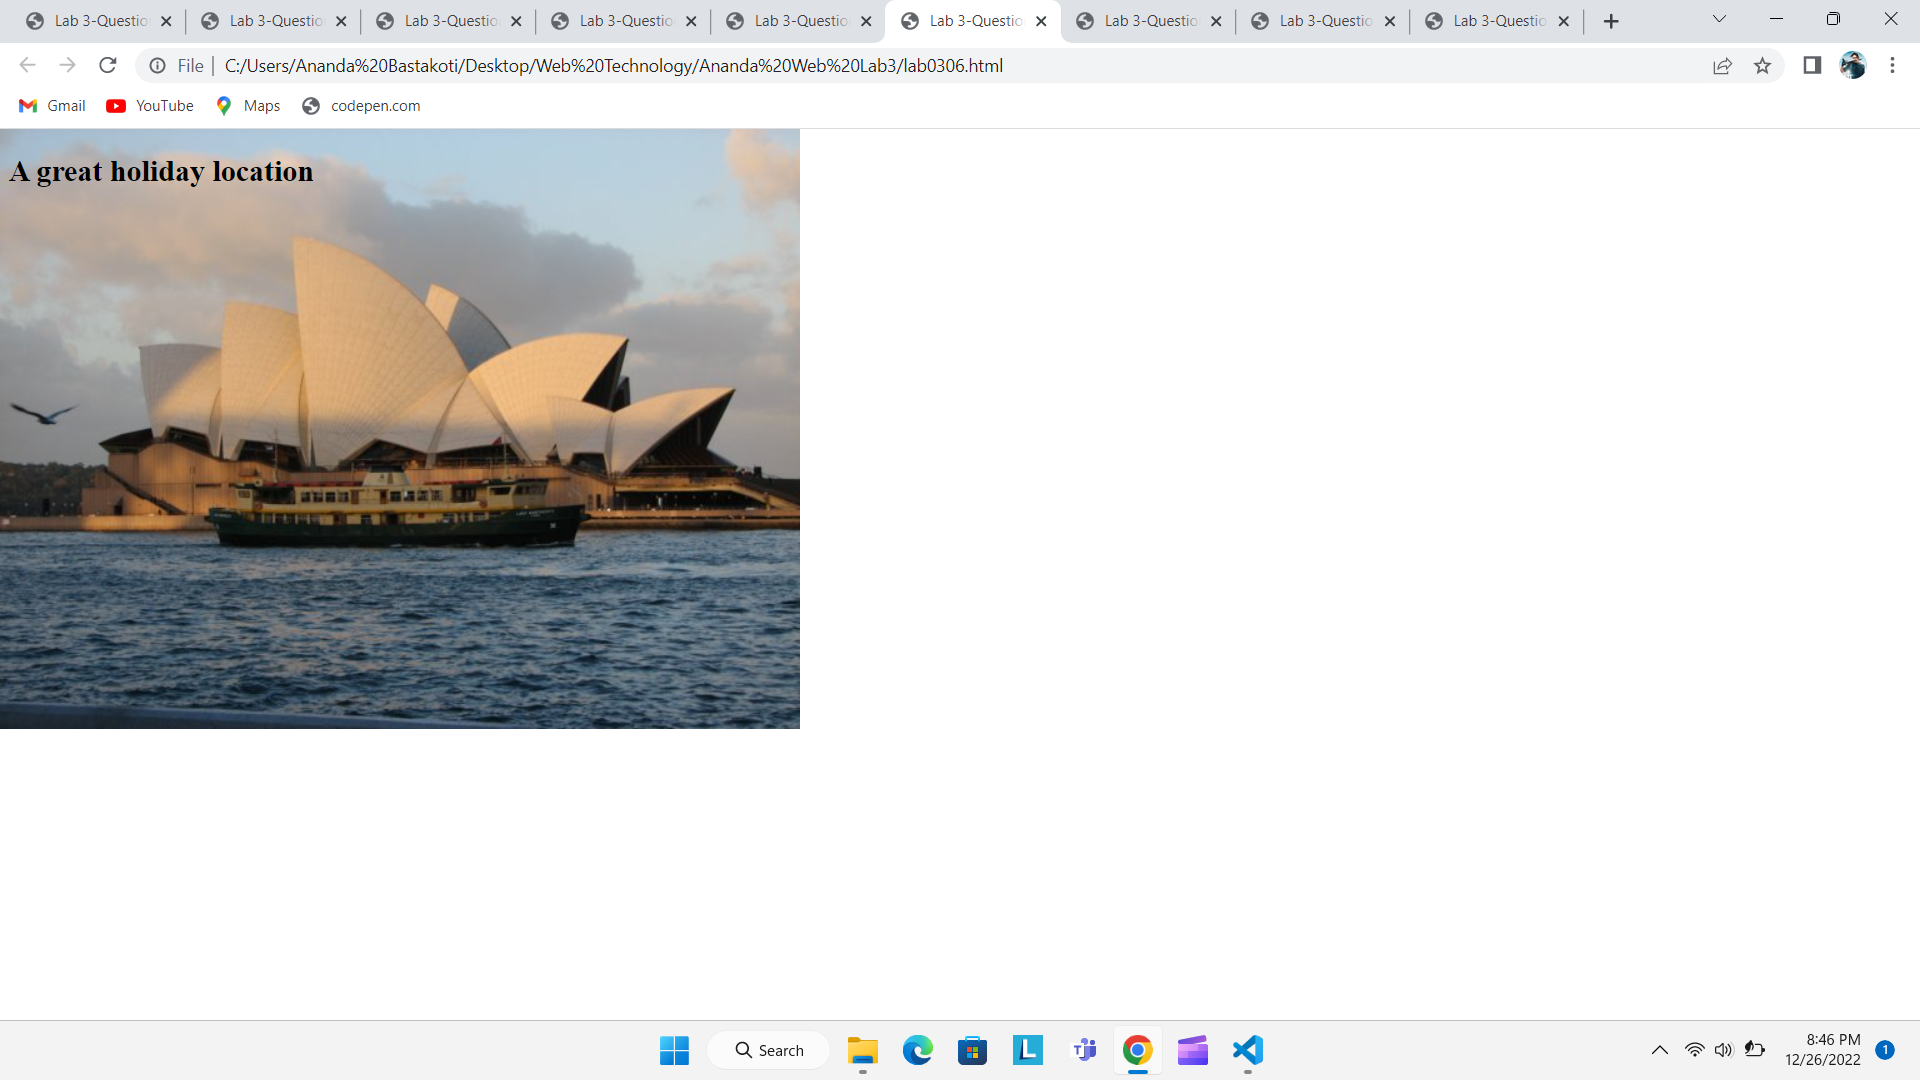 Lab 3-Questio
Lab 3-Questio
Lab 3-Questio
Lab 3-Questio
Lab 3-Questio
Lab 3-Questio
Lab 3-Questio
Lab 3-Questio
Lab 3-Questio
File | C:/Users/Ananda%20Bastakoti/Desktop/Web%20Technology/Ananda%20Web%20Lab3/lab0306.html
Gmail YouTube Maps codepen.com
A great holiday location
Search
8:46 PM
12/26/2022
1